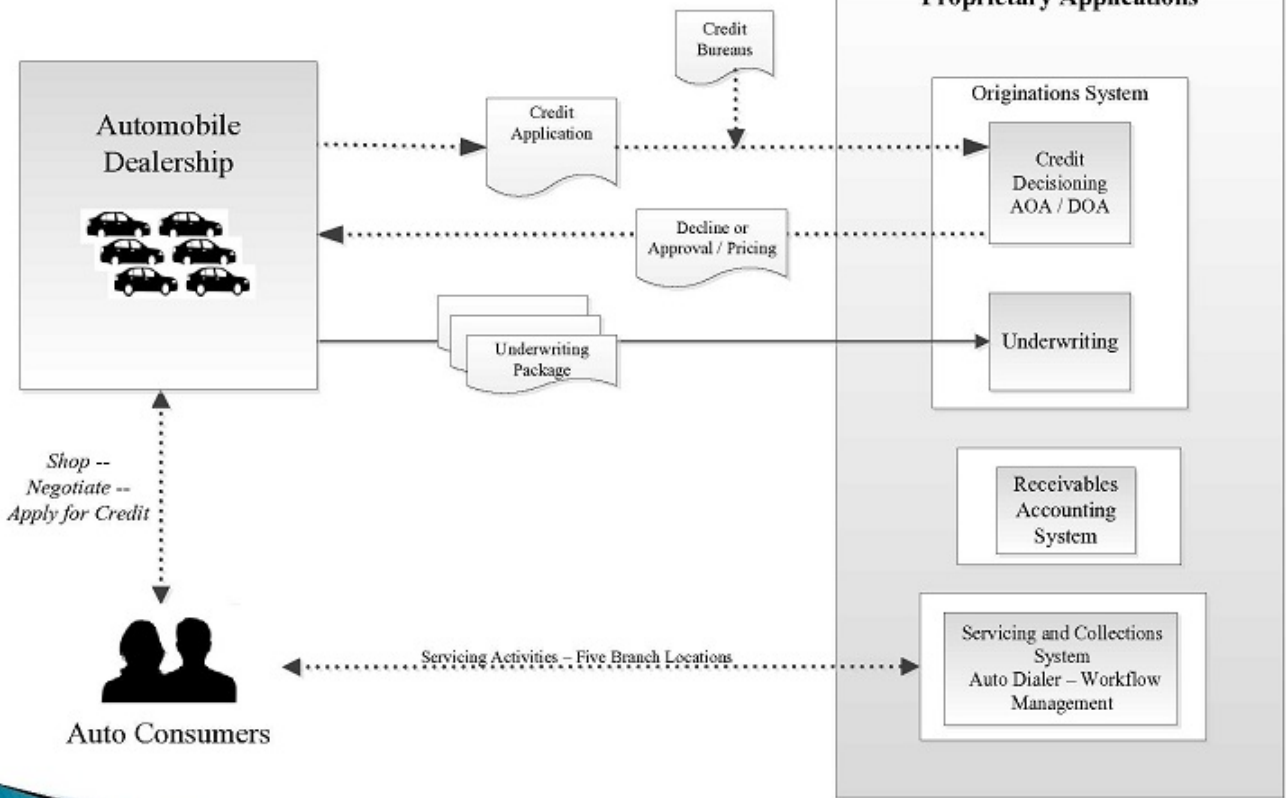 Proprietary Applications
Credit
Bureaus
Originations System
Automobile
Dealership
Credit
Application
Credit
Decisioning
AOA / DOA
Decline or
Approval / Pricing
Underwriting
Package
Underwriting
Shop --
Negotiate --
Apply for Credit
Receivables
Accounting
System
Servicing Activities – Five Branch Locations
Servicing and Collections
System
Auto Dialer – Workflow
Management
Auto Consumers